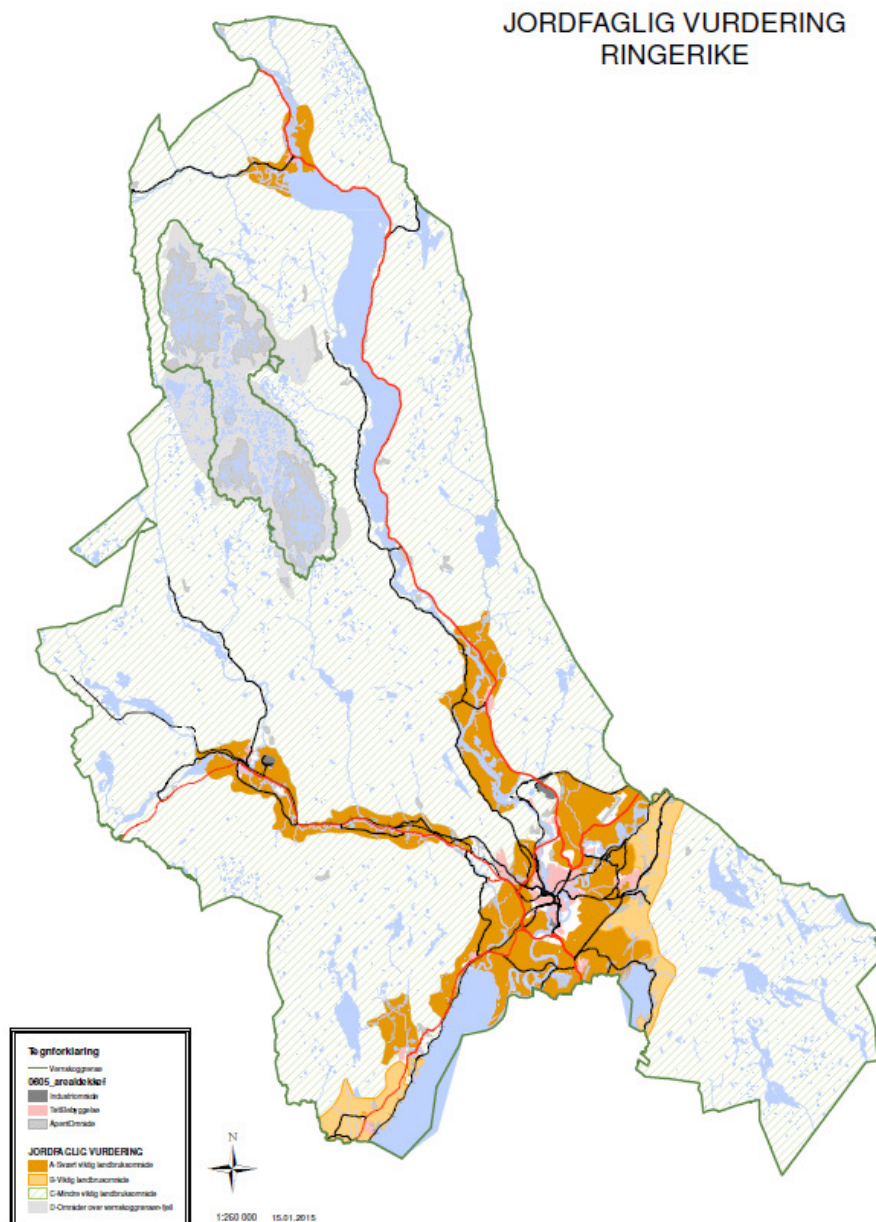 JORDFAGLIG VURDERING
RINGERIKE
Tegnforklaring
Vernskoggrense
0605_arealdekkef
Industriområde
Tettbebyggelse
ÅpentOmråde
JORDFAGLIG VURDERING
A-Svært viktig landbruksområde
B-Viktig landbruksområde
C-Mindre viktig landbruksområde
D-Områder over vernskoggrensen-fjell
N
1:260 000 15.01.2015